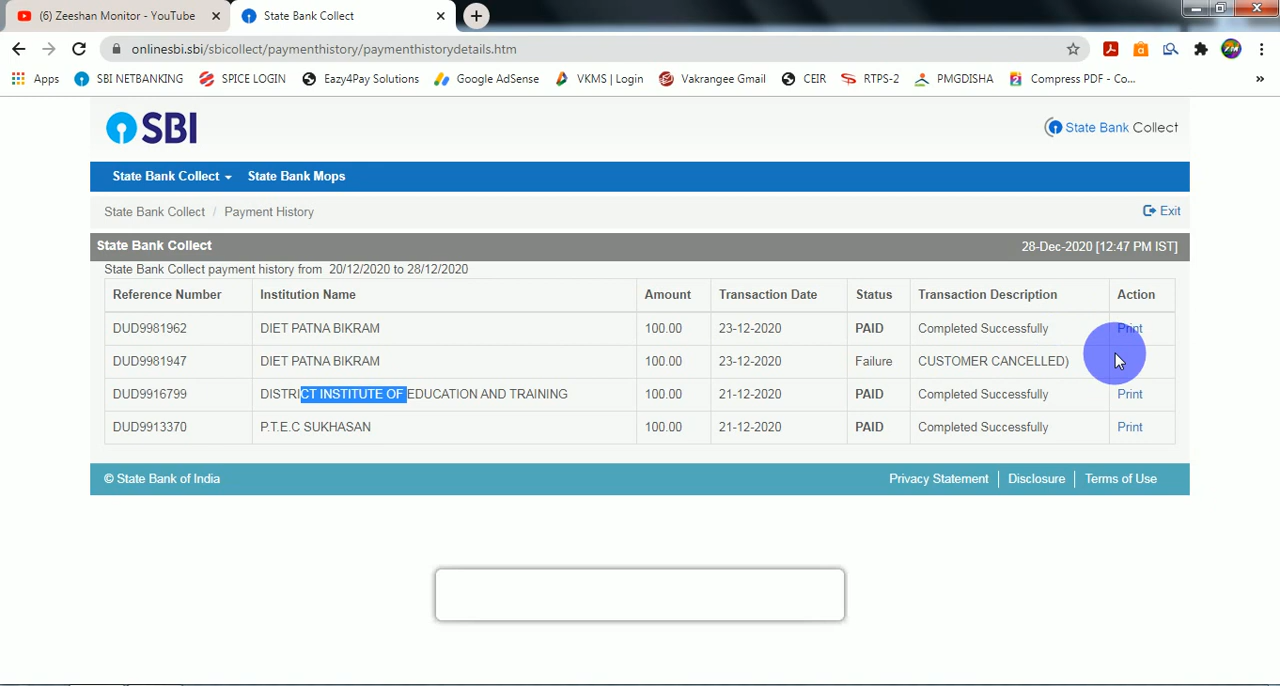 (6) Zeeshan Monitor - YouTube
State Bank Collect
onlinesbi.sbi/sbicollect/paymenthistory/paymenthistorydetails.htm
Apps SBI NETBANKING SPICE LOGIN Eazy4Pay Solutions Google AdSense VKMS | Login Vakrangee Gmail CEIR RTPS-2 PMGDISHA Compress PDF - Co... »
SBI
State Bank Collect
State Bank Collect State Bank Mops
State Bank Collect / Payment History Exit
State Bank Collect 28-Dec-2020 [12:47 PM IST]
State Bank Collect payment history from 20/12/2020 to 28/12/2020
Reference Number Institution Name Amount Transaction Date Status Transaction Description Action
DUD9981962 DIET PATNA BIKRAM 100.00 23-12-2020 PAID Completed Successfully Print
DUD9981947 DIET PATNA BIKRAM 100.00 23-12-2020 Failure CUSTOMER CANCELLED)
DUD9916799 DISTRICT INSTITUTE OF EDUCATION AND TRAINING 100.00 21-12-2020 PAID Completed Successfully Print
DUD9913370 P.T.E.C SUKHASAN 100.00 21-12-2020 PAID Completed Successfully Print
© State Bank of India Privacy Statement Disclosure Terms of Use